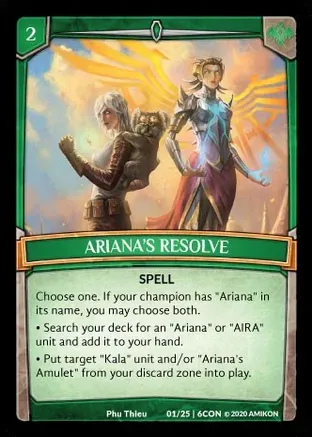 2
ARIANA'S RESOLVE
SPELL
Choose one. If your champion has "Ariana" in
its name, you may choose both.
• Search your deck for an "Ariana" or "AIRA"
unit and add it to your hand.
• Put target "Kala" unit and/or "Ariana's
Amulet" from your discard zone into play.
Phu Thieu 01/25 | 6CON © 2020 AMIKON